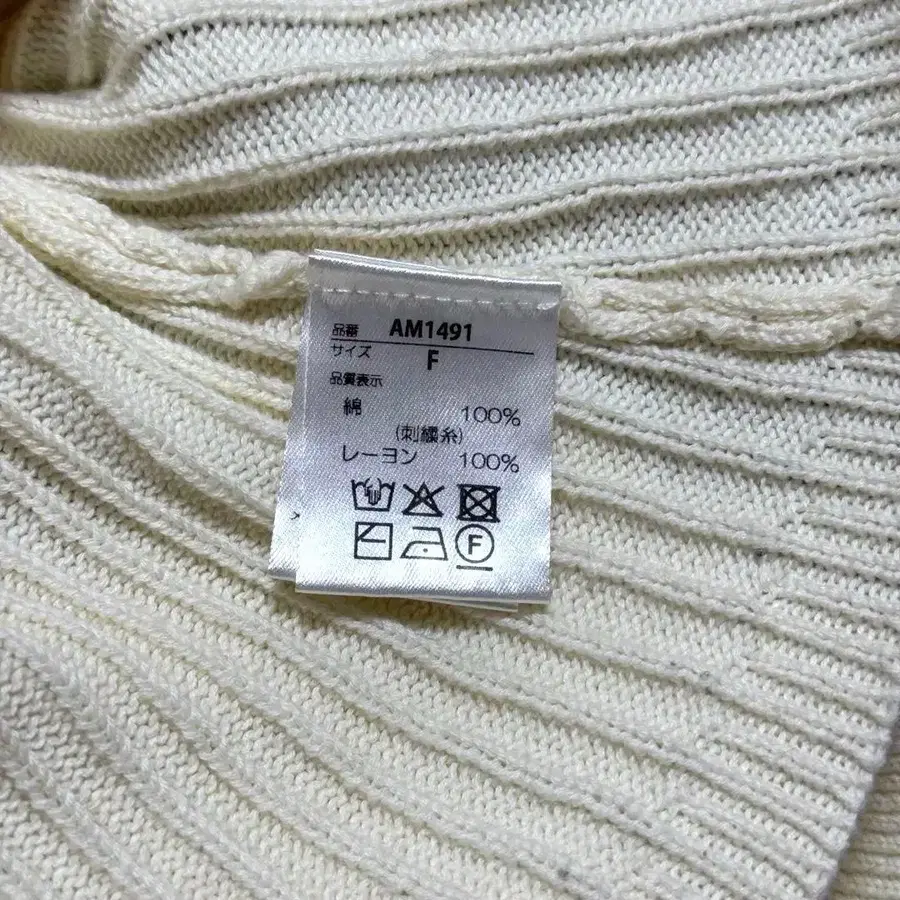 品番 AM1491
サイズ F
品質表示
綿 100%
(刺繍糸)
レーヨン 100%
F